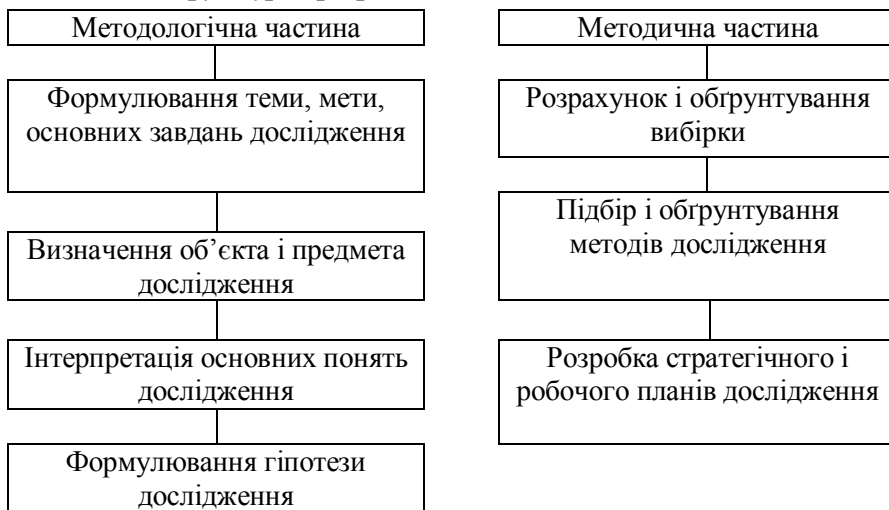 Методологічна частина
Формулювання теми, мети,
основних завдань дослідження
Визначення об’єкта і предмета
дослідження
Інтерпретація основних понять
дослідження
Формулювання гіпотези
дослідження
Методична частина
Розрахунок і обґрунтування
вибірки
Підбір і обґрунтування
методів дослідження
Розробка стратегічного і
робочого планів дослідження